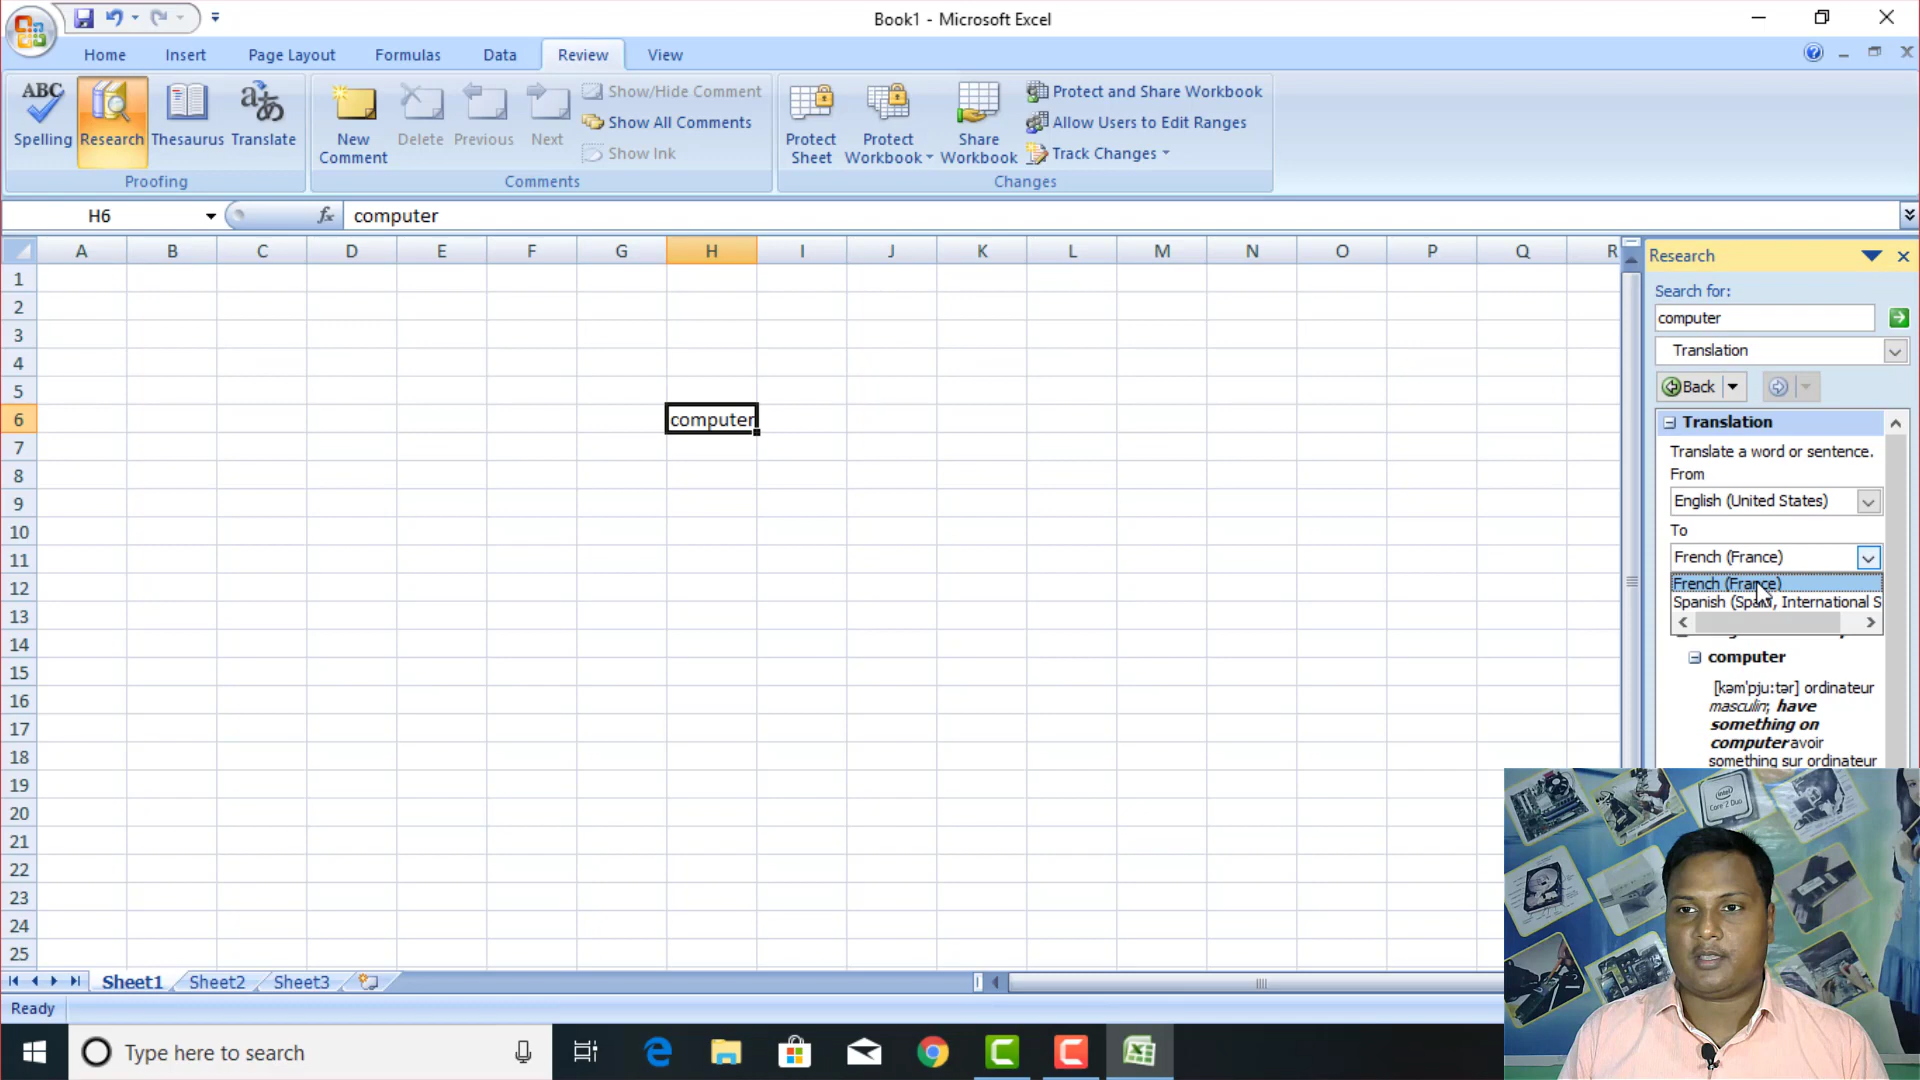 Book1 - Microsoft Excel
Home Insert Page Layout Formulas Data Review View
ABC
Spelling Research Thesaurus Translate
Proofing
New Comment Delete Previous Next
Show/Hide Comment
Show All Comments
Show Ink
Comments
Protect Sheet Protect Workbook Share Workbook
Protect and Share Workbook
Allow Users to Edit Ranges
Track Changes
Changes
H6 fx computer
A B C D E F G H I J K L M N O P Q R
1
2
3
4
5
6 computer
7
8
9
10
11
12
13
14
15
16
17
18
19
20
21
22
23
24
25
Research
Search for:
computer
Translation
Back
Translation
Translate a word or sentence.
From
English (United States)
To
French (France)
French (France)
Spanish (Spain, International S
computer
[kəm'pju:tər] ordinateur
masculin; have
something on
computer avoir
something sur ordinateur
Sheet1 Sheet2 Sheet3
Ready
Type here to search
intel
Core 2 Duo